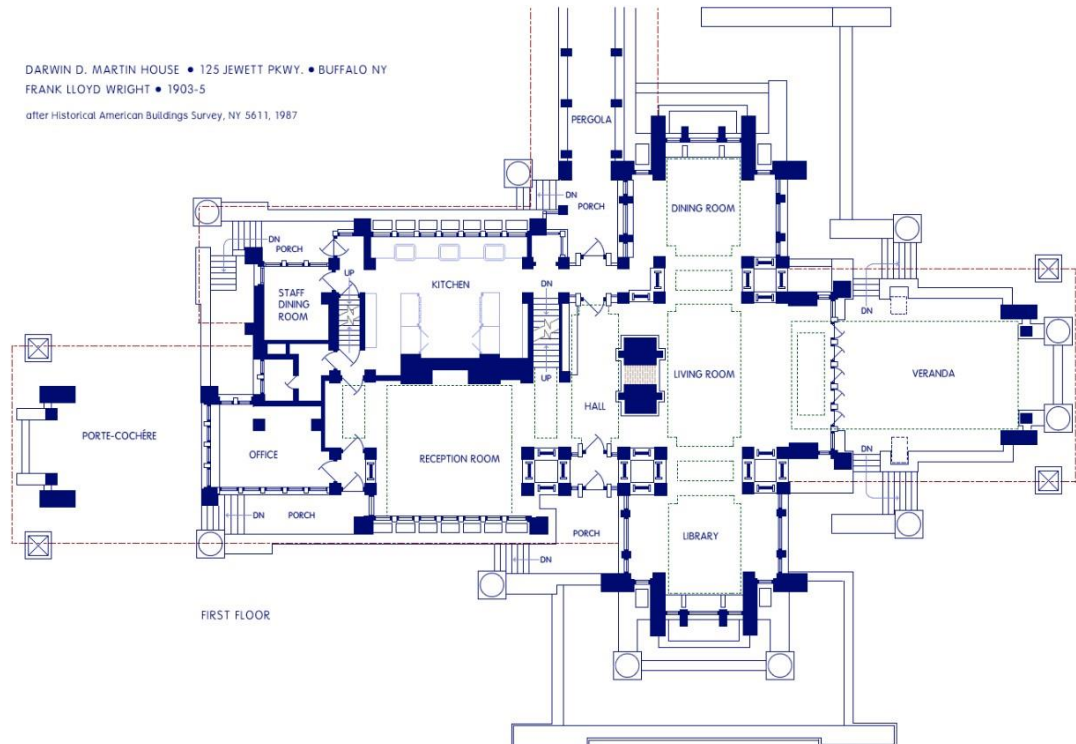 DARWIN D. MARTIN HOUSE • 125 JEWETT PKWY. • BUFFALO NY
FRANK LLOYD WRIGHT • 1903-5
after Historical American Buildings Survey, NY 5611, 1987
PERGOLA
DN
PORCH
DINING ROOM
DN
PORCH
UP
KITCHEN
DN
STAFF
DINING
ROOM
DN
UP
LIVING ROOM
VERANDA
HALL
PORTE-COCHÉRE
OFFICE
RECEPTION ROOM
DN
DN
PORCH
PORCH
LIBRARY
DN
FIRST FLOOR